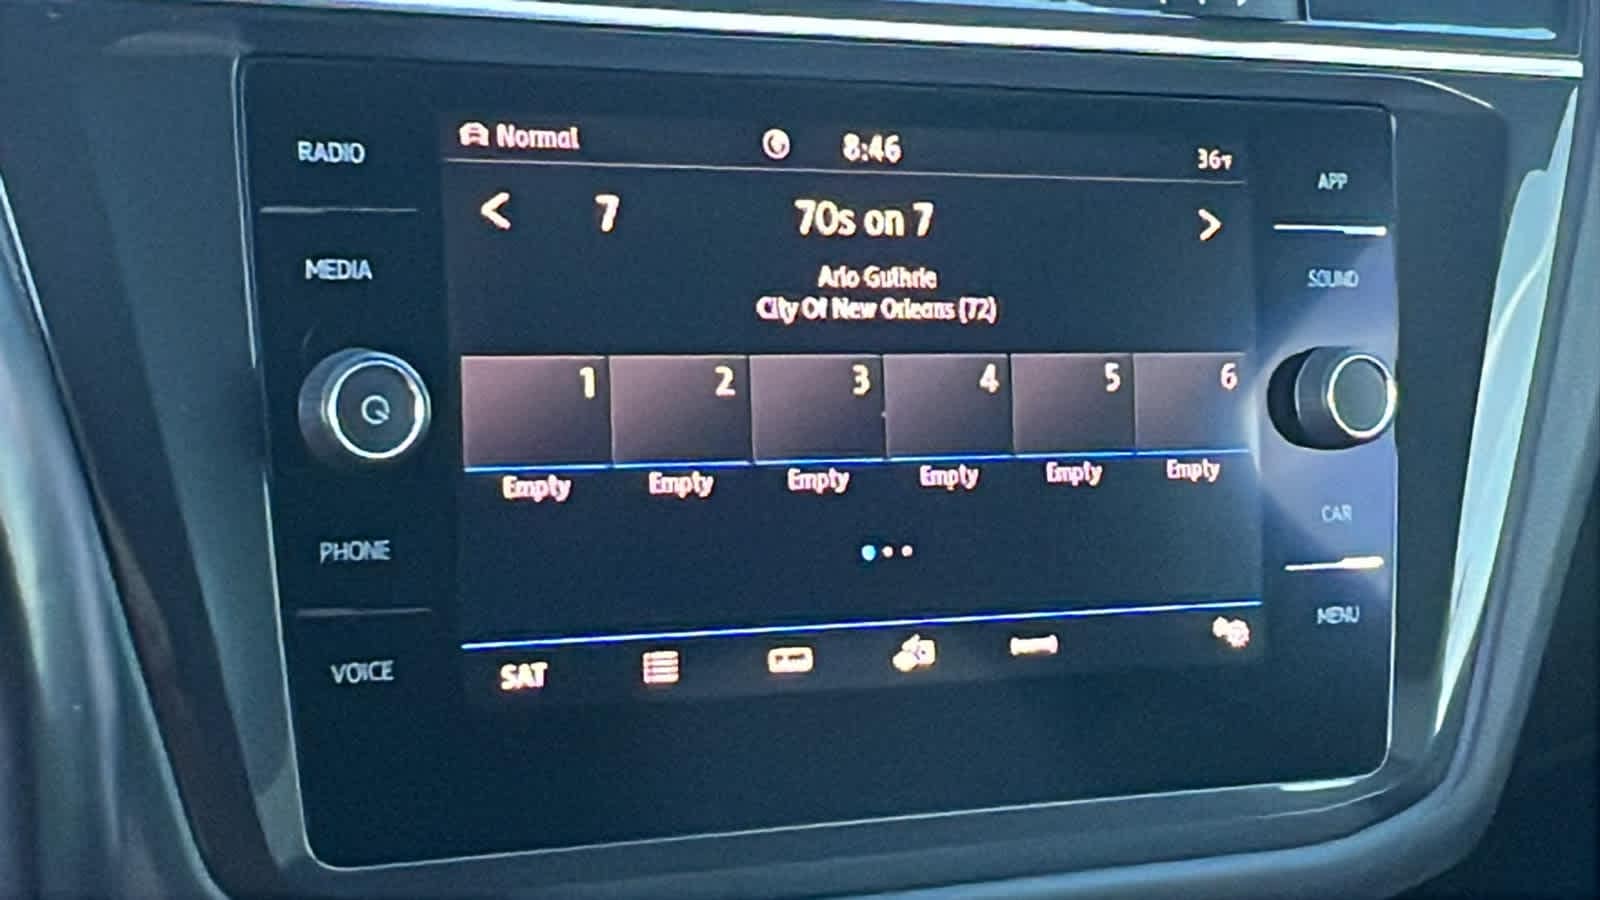 RADIO
MEDIA
PHONE
VOICE
Normal
8:46
36°F
< 7 70s on 7 >
Arlo Guthrie
City Of New Orleans (72)
1 2 3 4 5 6
Empty Empty Empty Empty Empty Empty
SAT
APP
SOUND
CAR
MENU